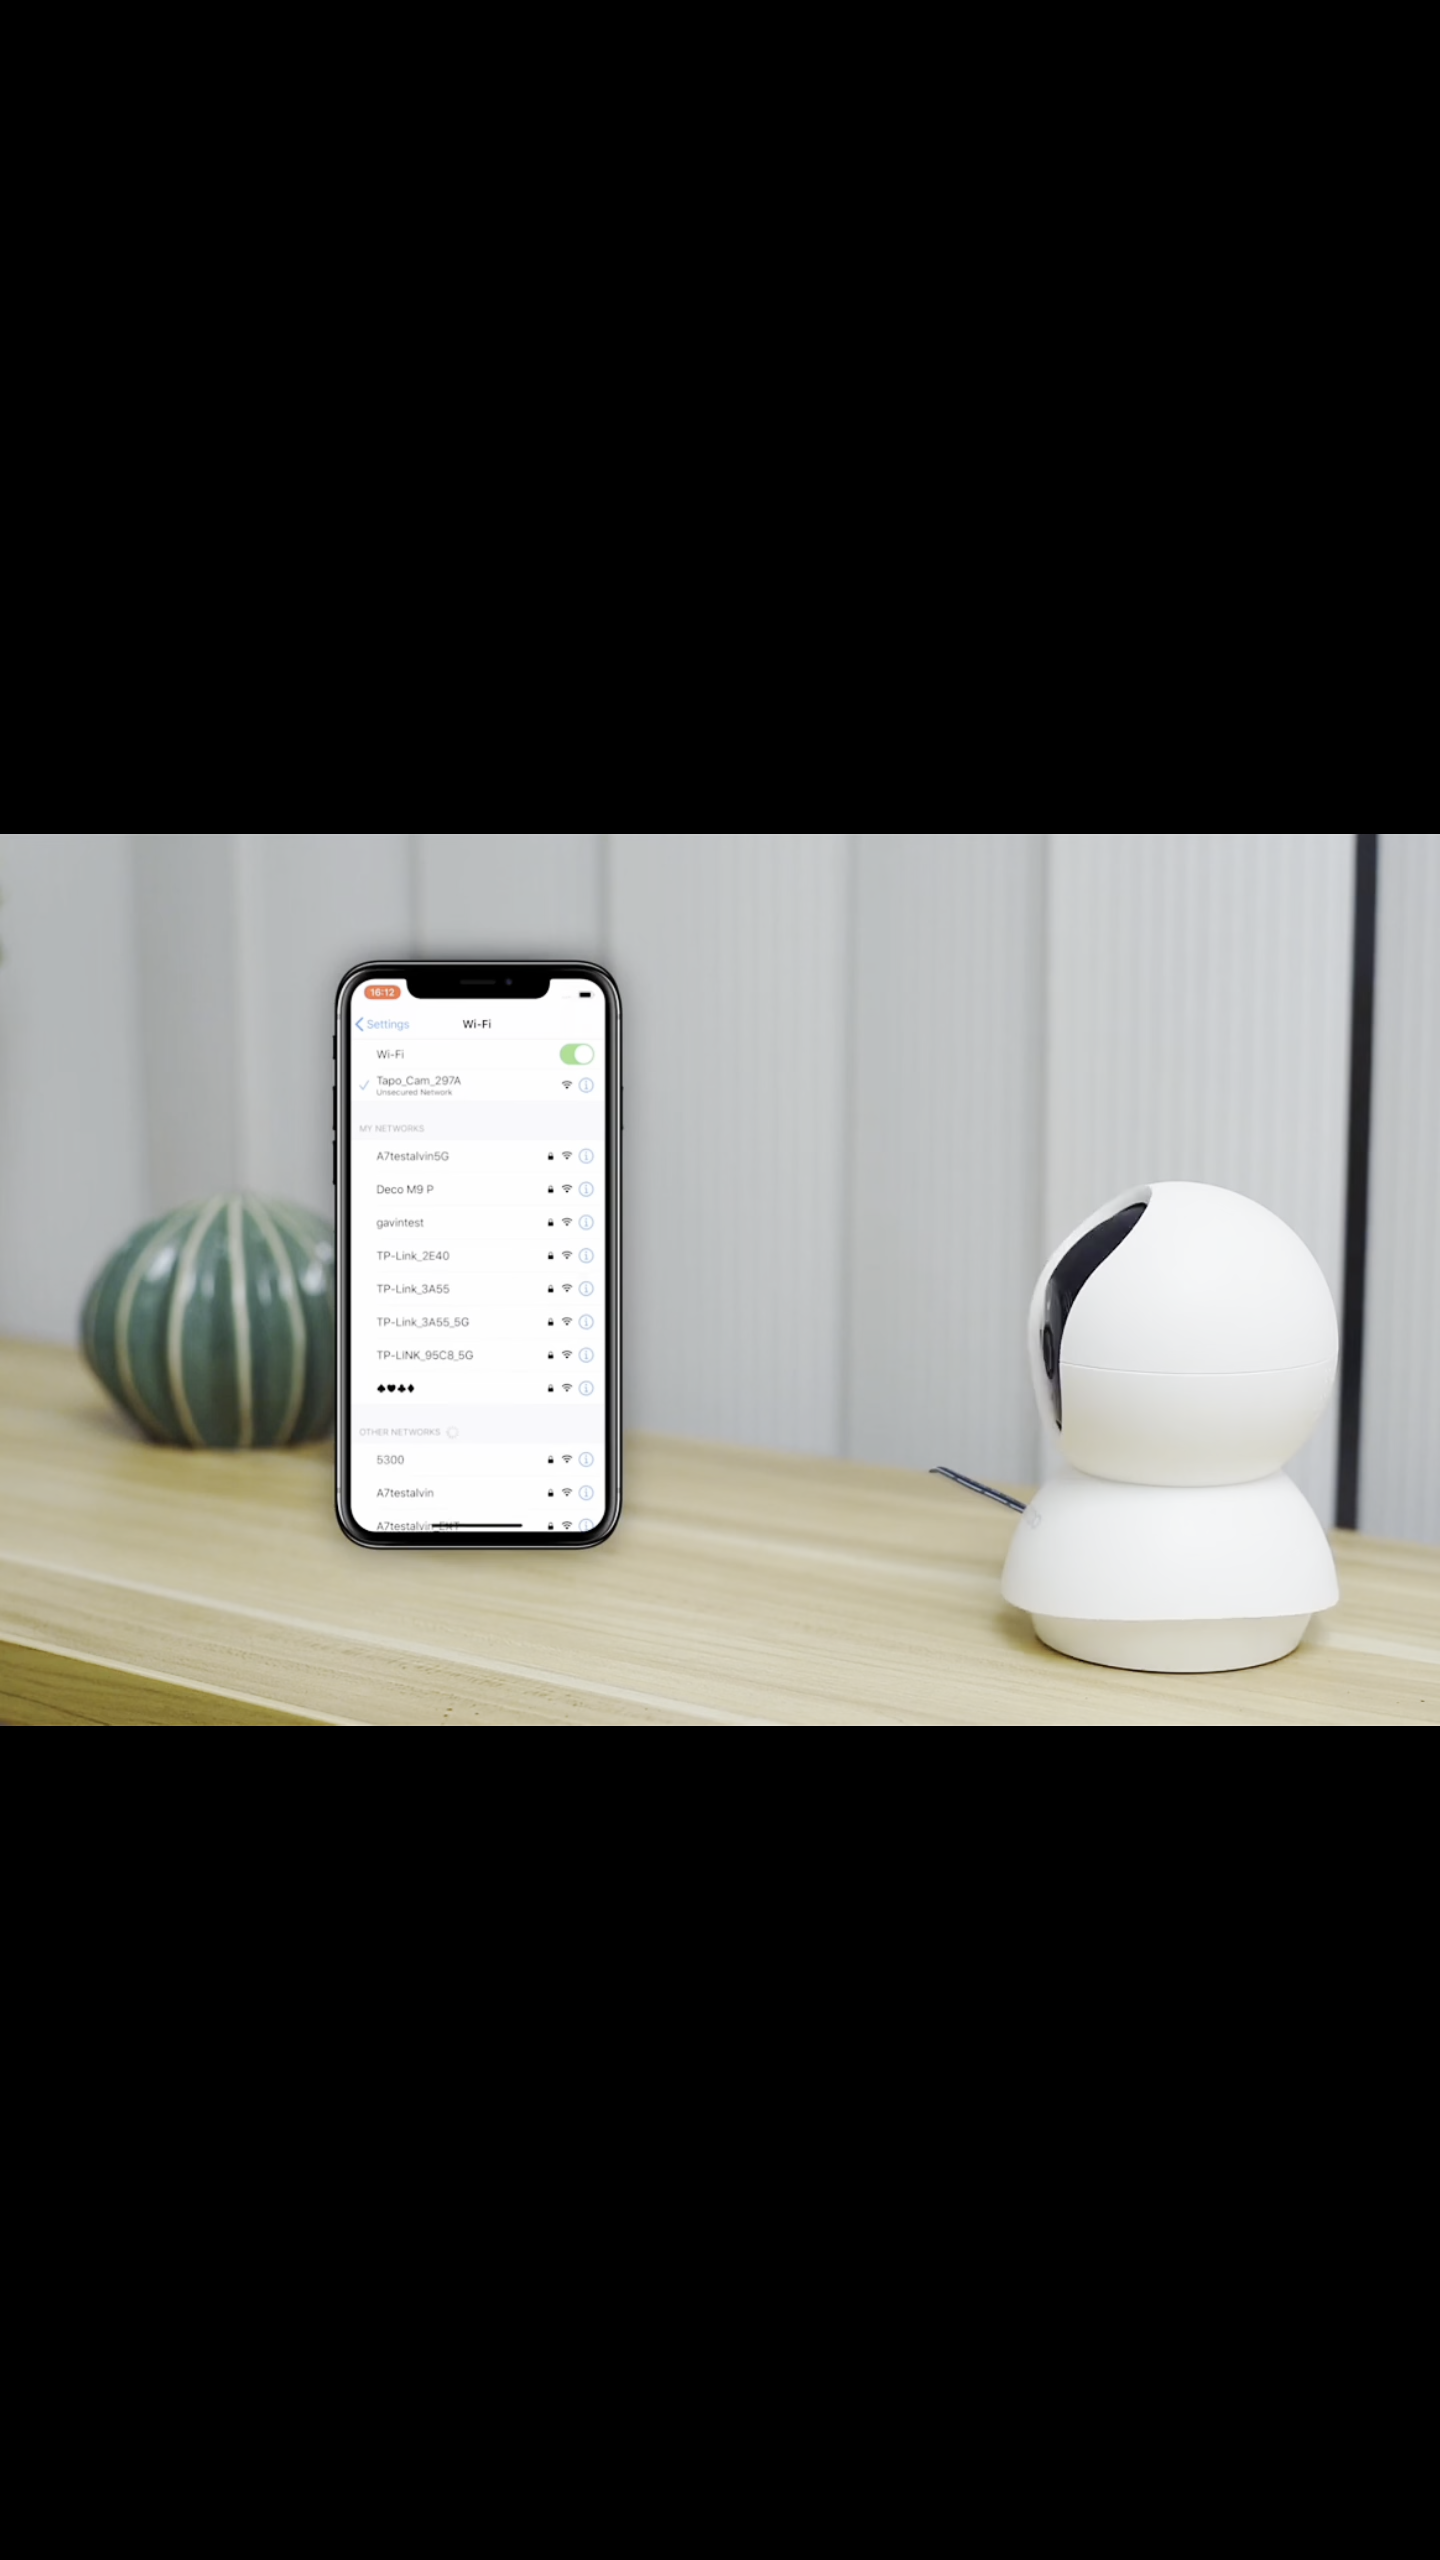 16:12
Settings
Wi-Fi
Wi-Fi
Tapo_Cam_297A
Unsecured Network
MY NETWORKS
A7testalvin5G
Deco M9 P
gavintest
TP-Link_2E40
TP-Link_3A55
TP-Link_3A55_5G
TP-LINK_95C8_5G
♠♥♣♦
OTHER NETWORKS
5300
A7testalvin
A7testalvin_EXT